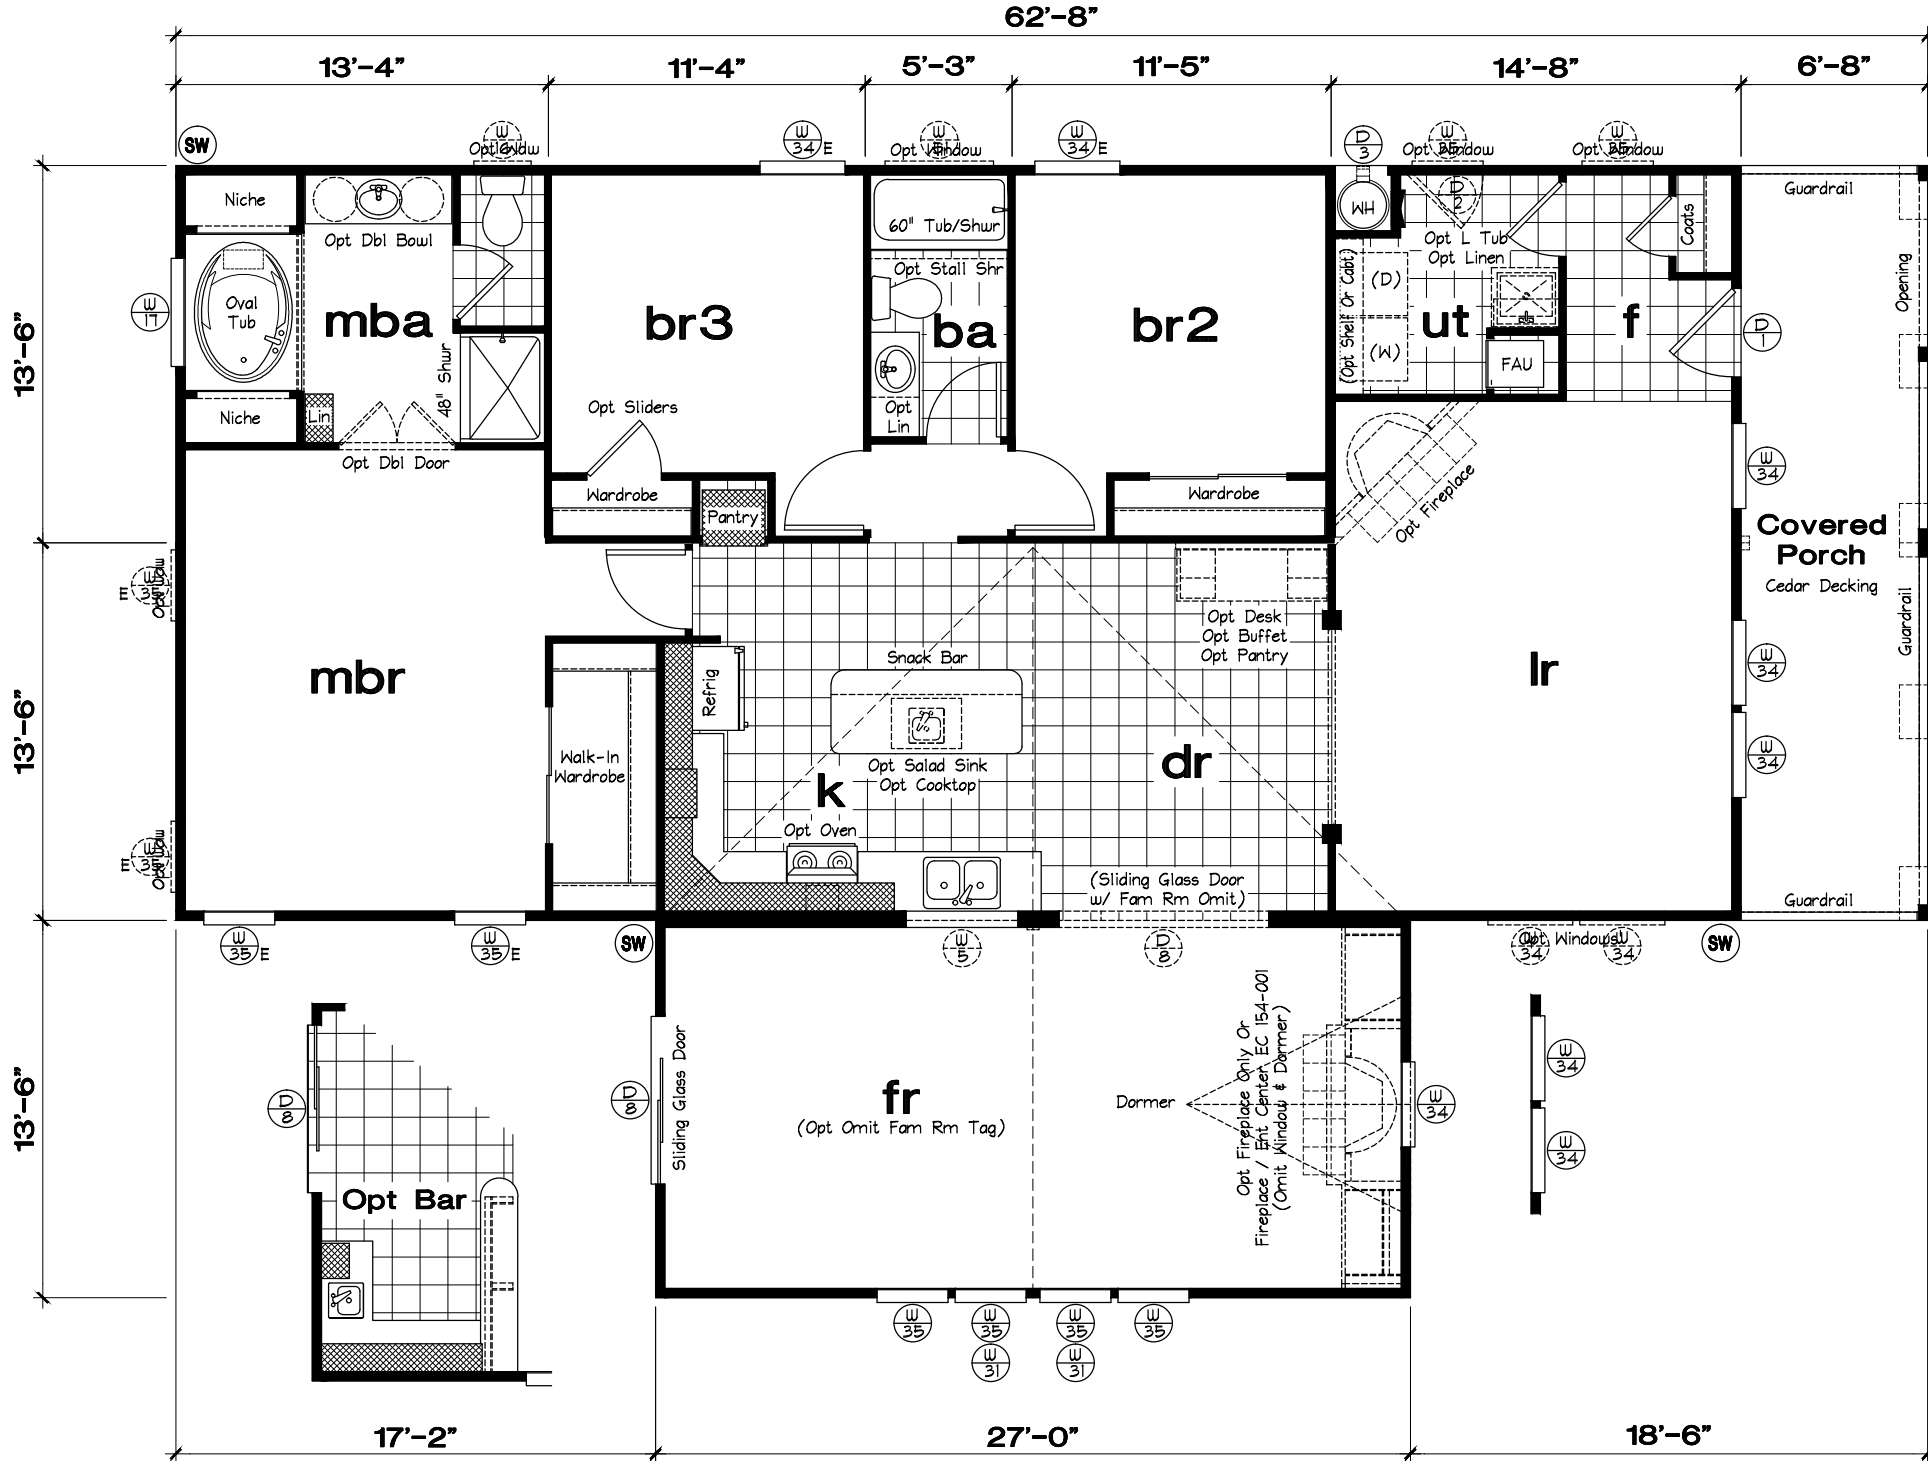 62'-8"
13'-4"
11'-4"
5'-3"
11'-5"
14'-8"
6'-8"
SW
W
34 E
Opt Window
W
34 E
D
3
W
35
Opt Window
W
35
Opt Window
Niche
Opt Dbl Bowl
60" Tub/Shwr
WH
D
2
Coats
Guardrail
Opt L Tub
Opt Linen
Opt Stall Shr
(Opt Shelf Or Cabt)
(D)
(W)
Opening
13'-6"
W
17
Oval
Tub
mba
br3
ba
br2
ut
f
D
1
FAU
48" Shwr
Niche
Lin
Opt Dbl Door
Opt Sliders
Opt
Lin
Wardrobe
Pantry
Wardrobe
Opt Fireplace
W
34
Covered
Porch
Cedar Decking
E
W
35
Opt Desk
Opt Buffet
Opt Pantry
Guardrail
13'-6"
mbr
Refrig
Snack Bar
lr
W
34
W
34
Walk-In
Wardrobe
Opt Salad Sink
Opt Cooktop
k
dr
Opt Oven
E
W
35
(Sliding Glass Door
w/ Fam Rm Omit)
Guardrail
W
35 E
W
35 E
SW
W
5
D
8
Opt Windows
W
34
W
34
SW
13'-6"
D
8
Opt Bar
D
8
Sliding Glass Door
fr
(Opt Omit Fam Rm Tag)
Dormer
Opt Fireplace Only Or
Fireplace / Ent Center EC 154-001
(Omit Window & Dormer)
W
34
W
34
W
34
W
35
W
35
W
35
W
35
W
31
W
31
17'-2"
27'-0"
18'-6"